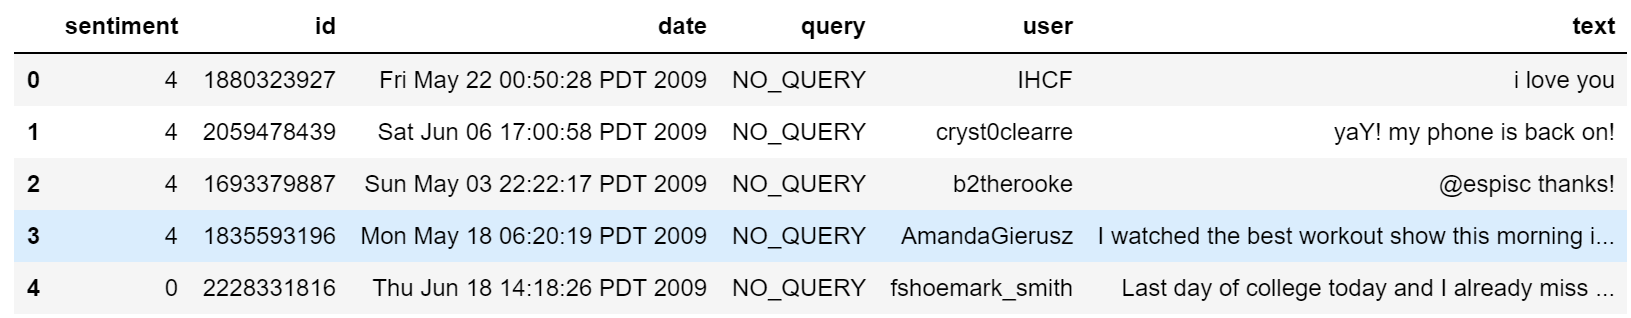 sentiment id date query user text
0 4 1880323927 Fri May 22 00:50:28 PDT 2009 NO_QUERY IHCF i love you
1 4 2059478439 Sat Jun 06 17:00:58 PDT 2009 NO_QUERY cryst0clearre yaY! my phone is back on!
2 4 1693379887 Sun May 03 22:22:17 PDT 2009 NO_QUERY b2therooke @espisc thanks!
3 4 1835593196 Mon May 18 06:20:19 PDT 2009 NO_QUERY AmandaGierusz I watched the best workout show this morning i...
4 0 2228331816 Thu Jun 18 14:18:26 PDT 2009 NO_QUERY fshoemark_smith Last day of college today and I already miss ...